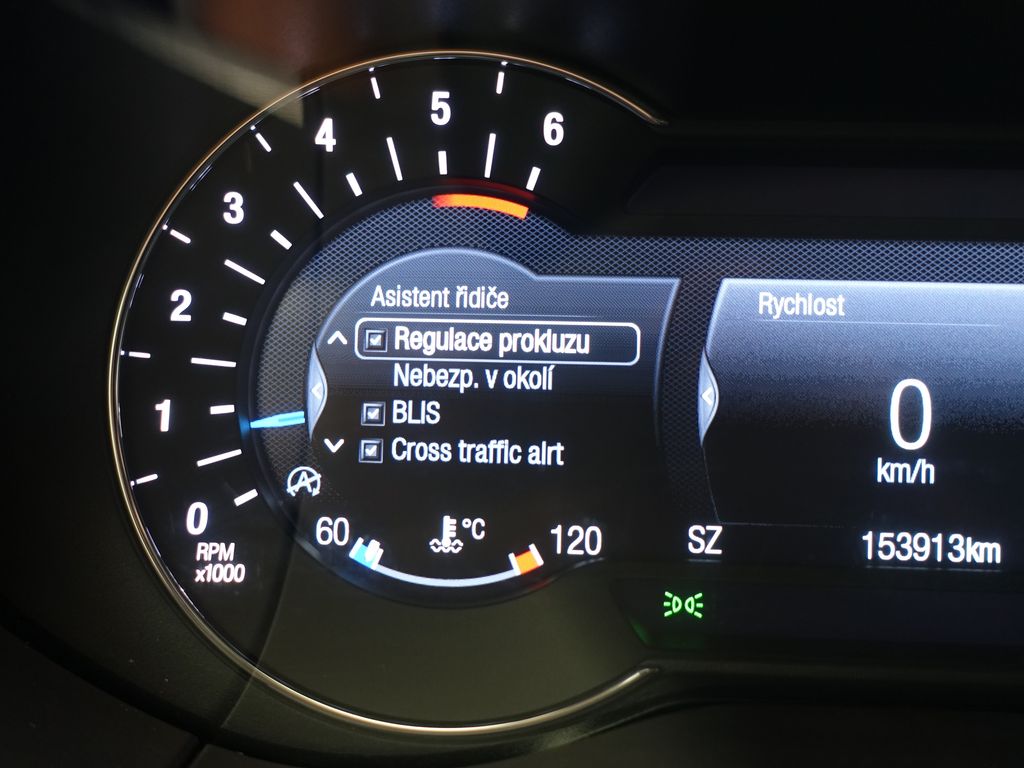 6
5
4
3
2
1
0
RPM
x1000
Asistent řidiče
Regulace prokluzu
Nebezp. v okolí
BLIS
Cross traffic alrt
60
°C
120
Rychlost
0
km/h
SZ
153913km